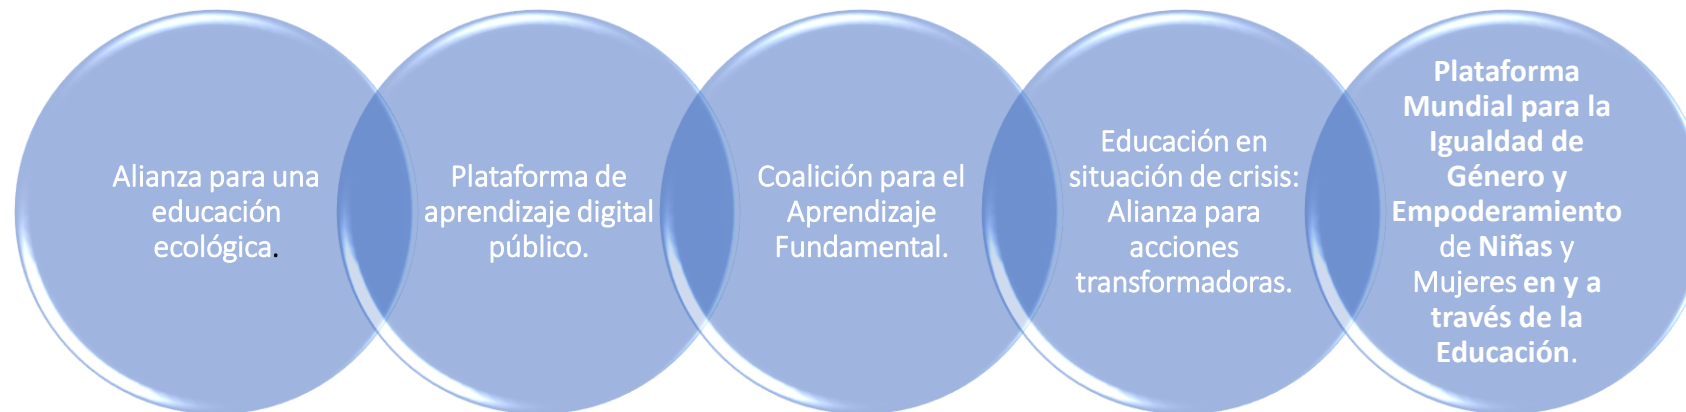 Alianza para una
educación
ecológica.
Plataforma de
aprendizaje digital
público.
Coalición para el
Aprendizaje
Fundamental.
Educación en
situación de crisis:
Alianza para
acciones
transformadoras.
Plataforma
Mundial para la
Igualdad de
Género y
Empoderamiento
de Niñas y
Mujeres en y a
través de la
Educación.